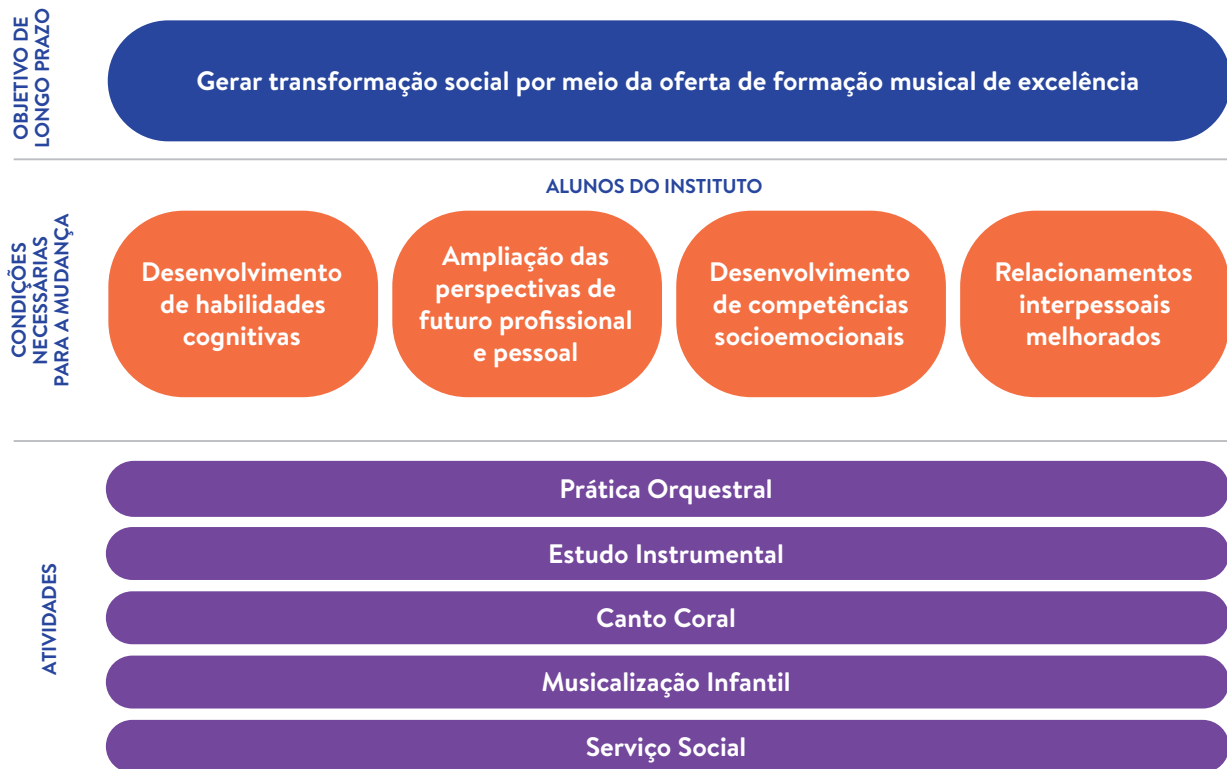 OBJETIVO DE
LONGO PRAZO
Gerar transformação social por meio da oferta de formação musical de excelência
CONDIÇÕES
NECESSÁRIAS
PARA A MUDANÇA
ALUNOS DO INSTITUTO
Desenvolvimento
de habilidades
cognitivas
Ampliação das
perspectivas de
futuro profissional
e pessoal
Desenvolvimento
de competências
socioemocionais
Relacionamentos
interpessoais
melhorados
ATIVIDADES
Prática Orquestral
Estudo Instrumental
Canto Coral
Musicalização Infantil
Serviço Social